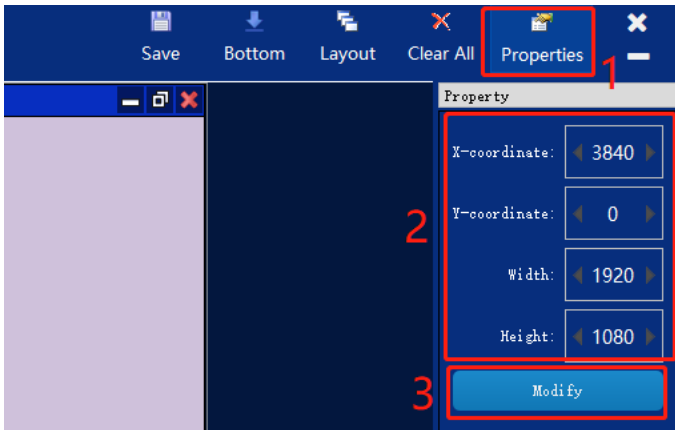 Save Bottom Layout Clear All Properties
1
Property
X-coordinate: 3840
2
Y-coordinate: 0
Width: 1920
Height: 1080
3
Modify